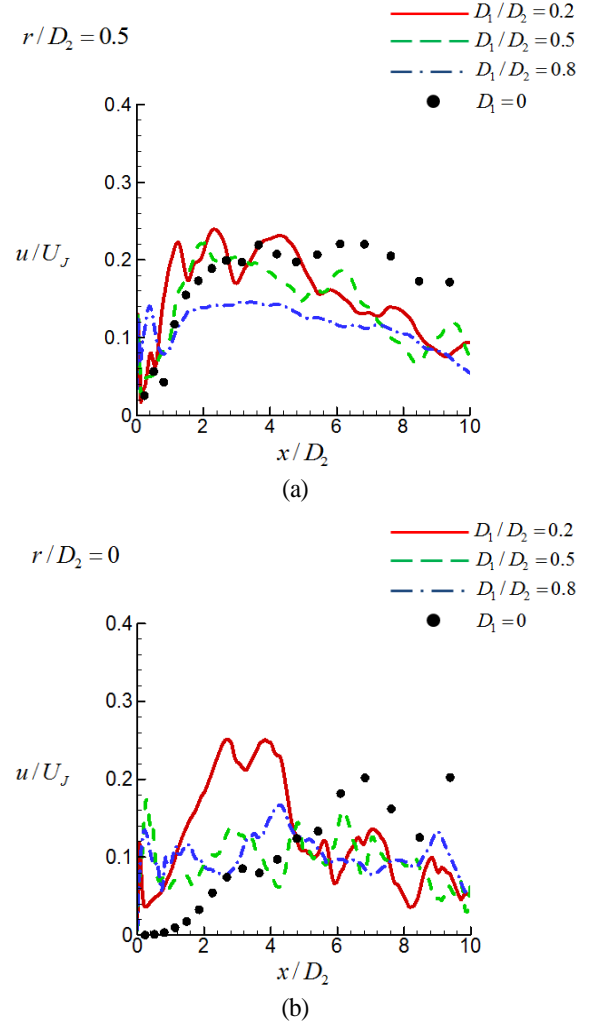 r/D₂ = 0.5
D₁/D₂ = 0.2
D₁/D₂ = 0.5
D₁/D₂ = 0.8
D₁ = 0
0.4
0.3
u/U_J
0.2
0.1
0
0 2 4 6 8 10
x/D₂
(a)
r/D₂ = 0
D₁/D₂ = 0.2
D₁/D₂ = 0.5
D₁/D₂ = 0.8
D₁ = 0
0.4
0.3
u/U_J
0.2
0.1
0
0 2 4 6 8 10
x/D₂
(b)